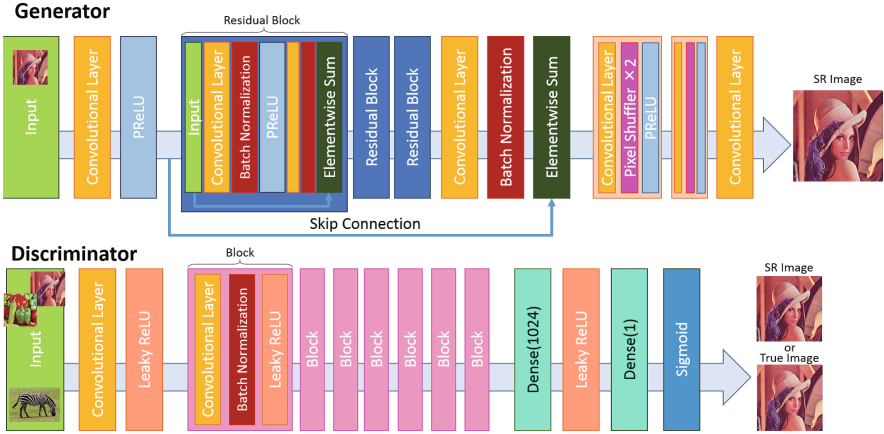 Generator
Residual Block
Input
Convolutional Layer
PReLU
Input
Convolutional Layer
Batch Normalization
PReLU
Elementwise Sum
Residual Block
Residual Block
Convolutional Layer
Batch Normalization
Elementwise Sum
Convolutional Layer
Pixel Shuffler ×2
PReLU
Convolutional Layer
SR Image
Skip Connection
Discriminator
Block
Input
Convolutional Layer
Leaky ReLU
Convolutional Layer
Batch Normalization
Leaky ReLU
Block
Block
Block
Block
Block
Block
Dense(1024)
Leaky ReLU
Dense(1)
Sigmoid
SR Image
or
True Image